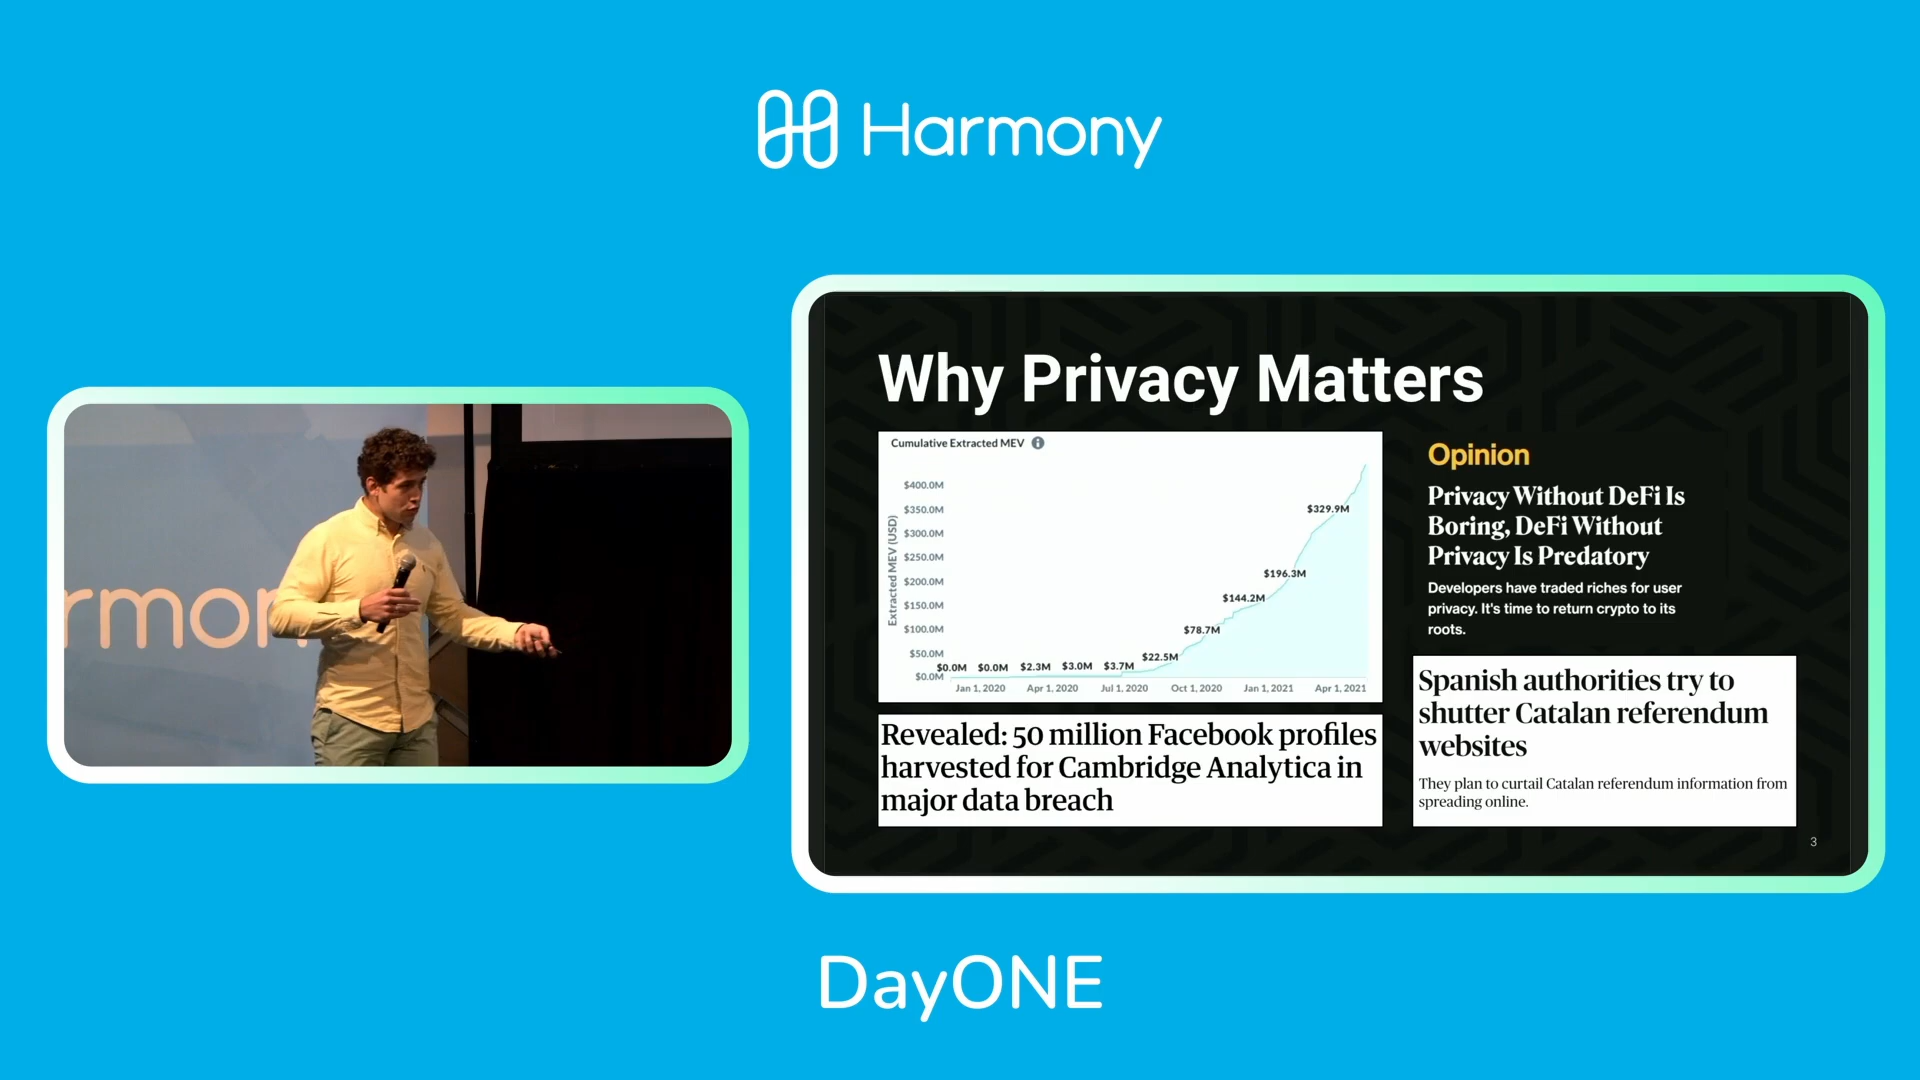 Harmony
rmon
Why Privacy Matters
Cumulative Extracted MEV
Extracted MEV (USD)
$400.0M
$350.0M
$300.0M
$250.0M
$200.0M
$150.0M
$100.0M
$50.0M
$0.0M
$0.0M
$0.0M
$2.3M
$3.0M
$3.7M
$22.5M
$78.7M
$144.2M
$196.3M
$329.9M
Jan 1, 2020
Apr 1, 2020
Jul 1, 2020
Oct 1, 2020
Jan 1, 2021
Apr 1, 2021
Revealed: 50 million Facebook profiles
harvested for Cambridge Analytica in
major data breach
Opinion
Privacy Without DeFi Is
Boring, DeFi Without
Privacy Is Predatory
Developers have traded riches for user
privacy. It's time to return crypto to its
roots.
Spanish authorities try to
shutter Catalan referendum
websites
They plan to curtail Catalan referendum information from
spreading online.
3
DayONE